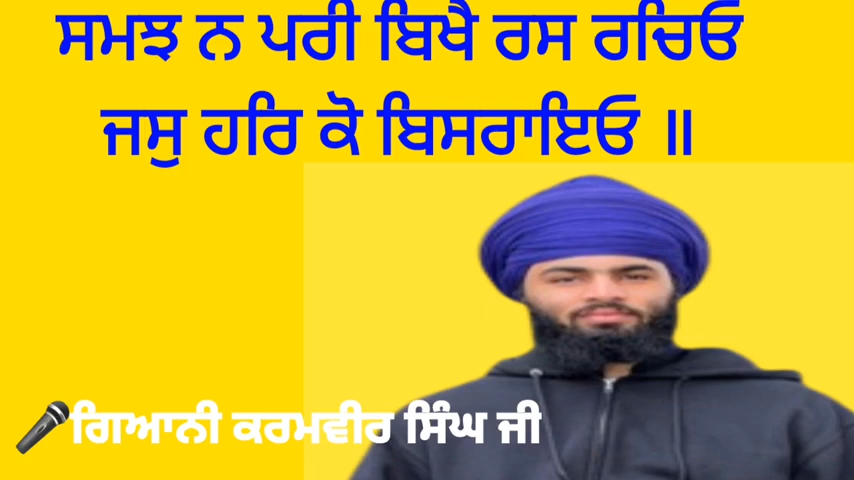 ਸਮਝ ਨ ਪਰੀ ਬਿਖੈ ਰਸ ਰਚਿਓ
ਜਸੁ ਹਰਿ ਕੋ ਬਿਸਰਾਇਓ ॥
ਗਿਆਨੀ ਕਰਮਵੀਰ ਸਿੰਘ ਜੀ